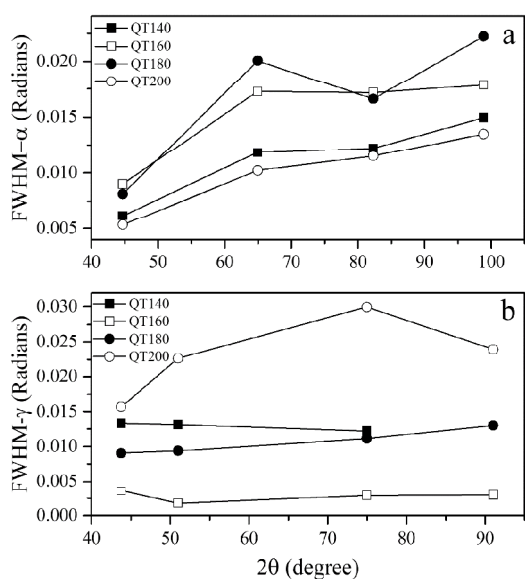 a
QT140
QT160
QT180
QT200
FWHM–α (Radians)
0.020
0.015
0.010
0.005
40 50 60 70 80 90 100
b
QT140
QT160
QT180
QT200
FWHM-γ (Radians)
0.030
0.025
0.020
0.015
0.010
0.005
0.000
40 50 60 70 80 90
2θ (degree)